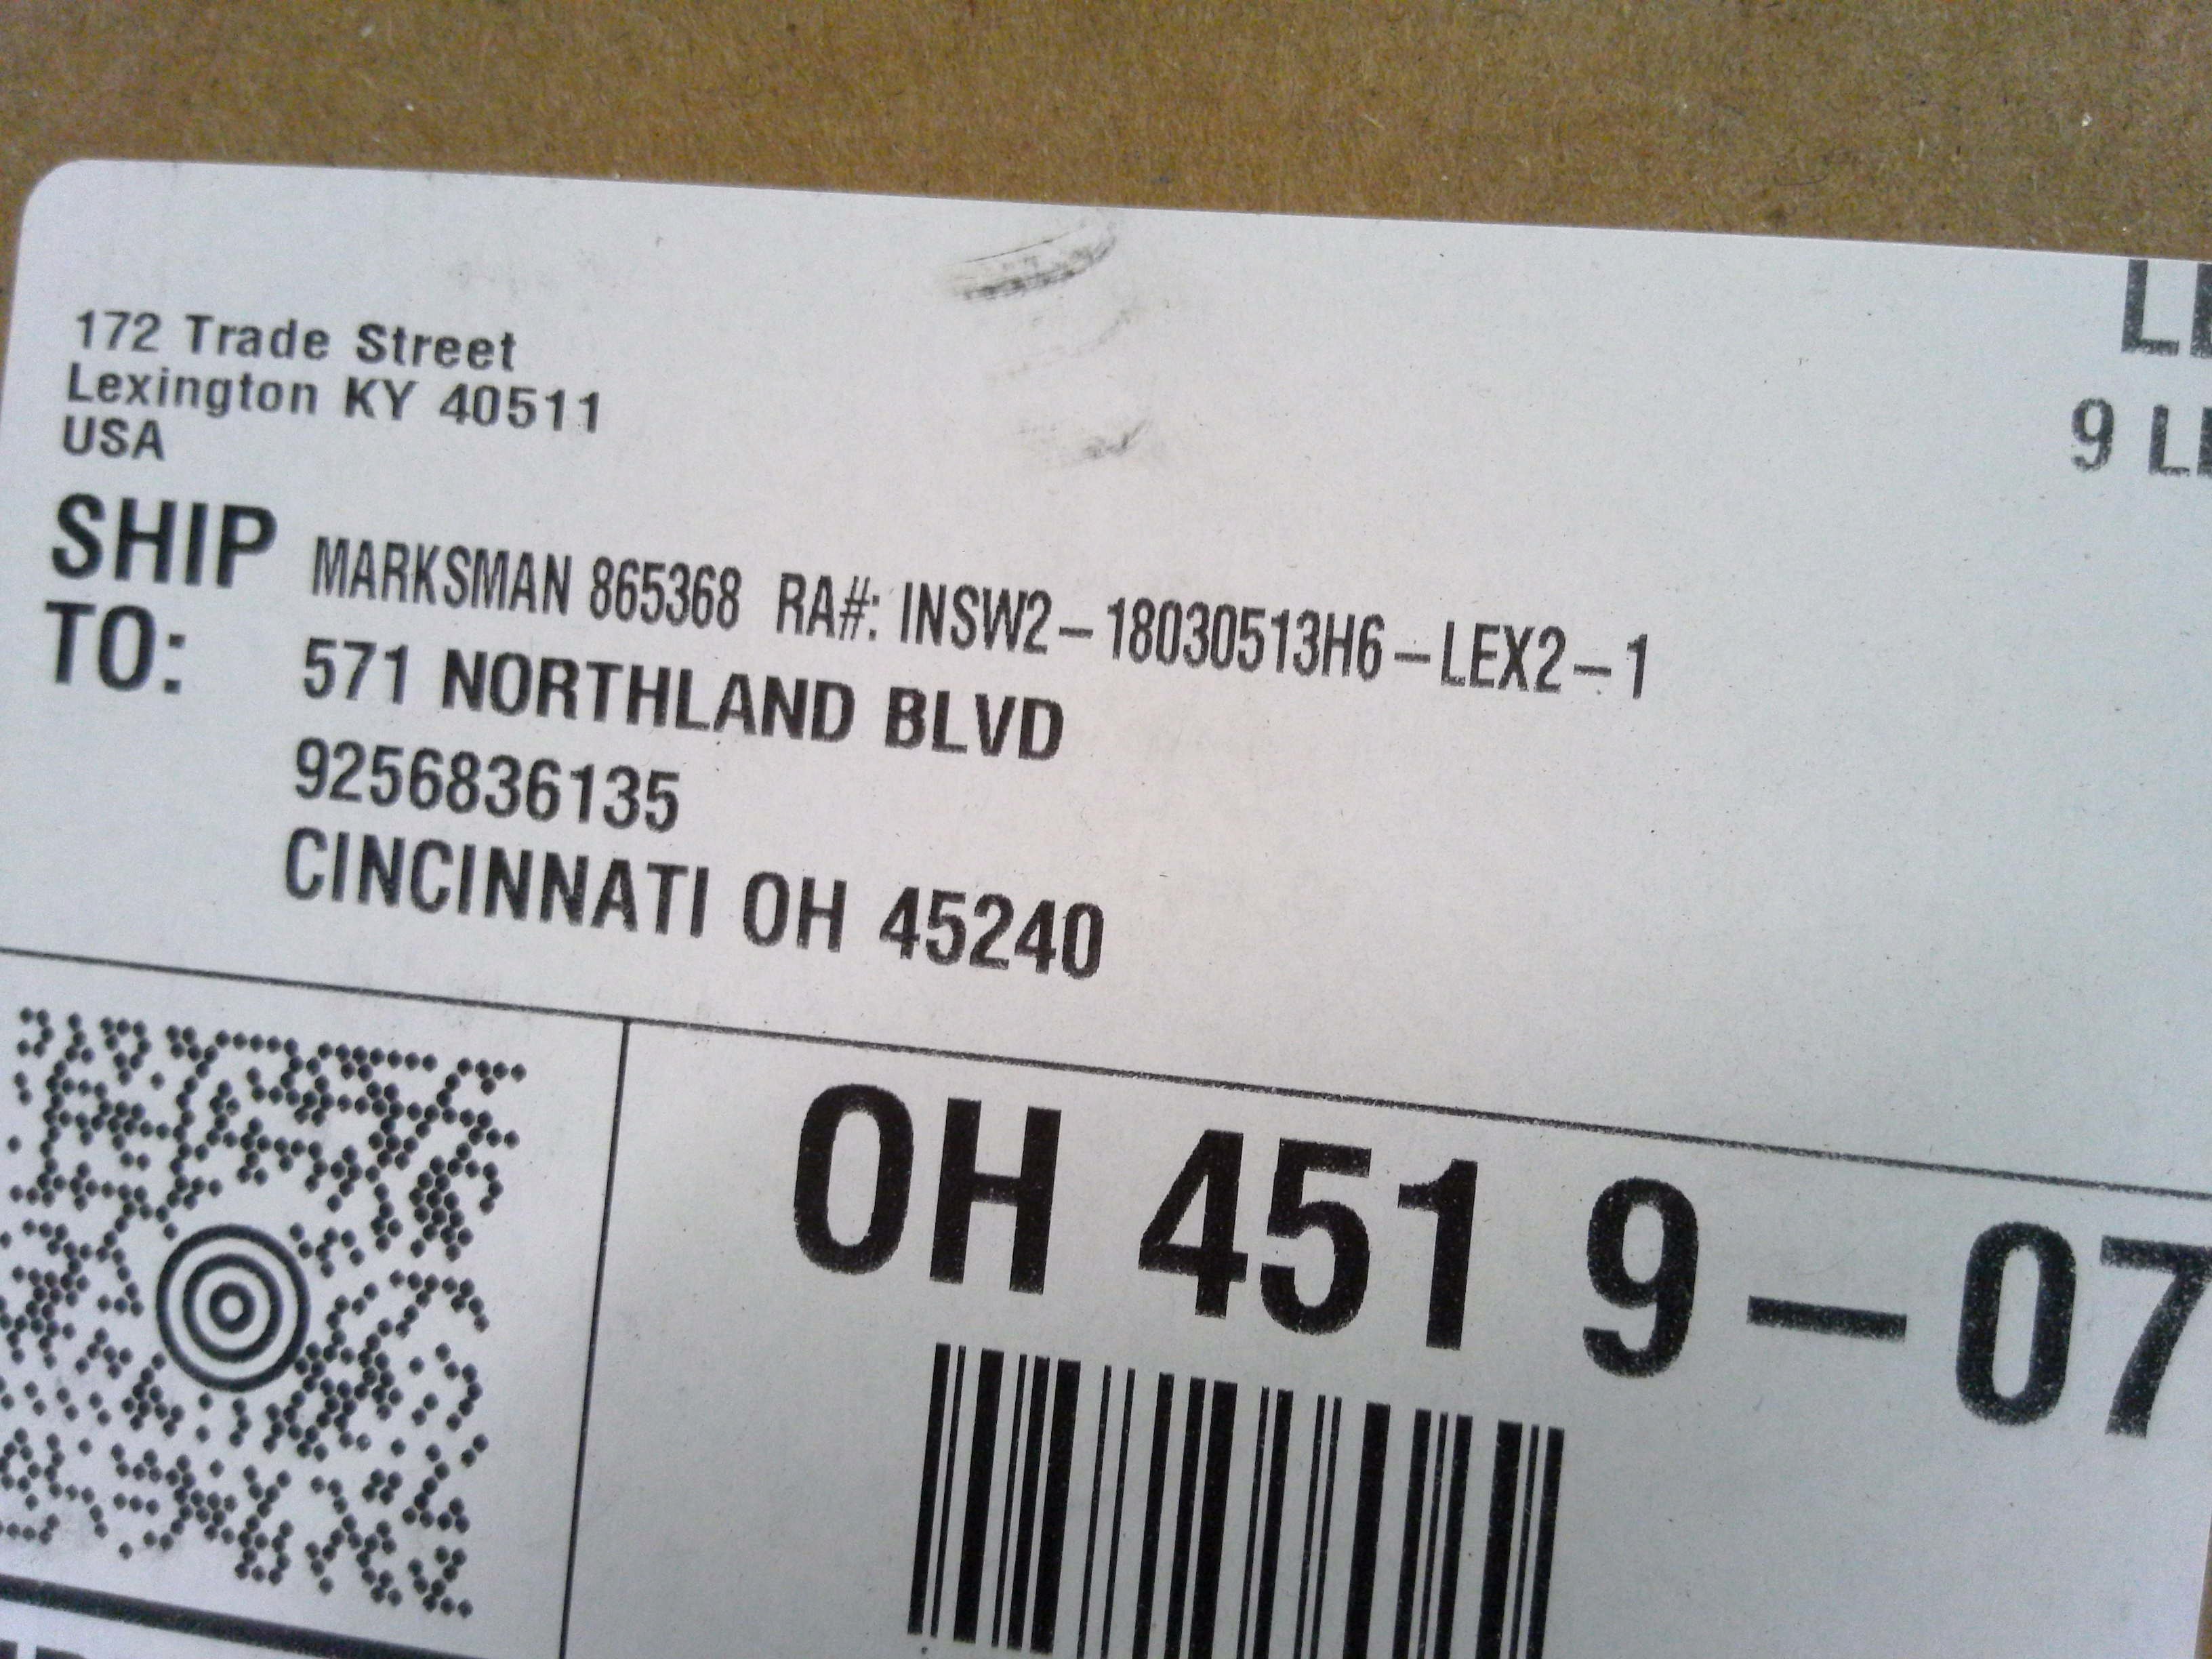 172 Trade Street
Lexington KY 40511
USA
9
SHIP TO:
MARKSMAN 865368 RA#: INSW2-18030513H6-LEX2-1
571 NORTHLAND BLVD
9256836135
CINCINNATI OH 45240
OH 451 9-07